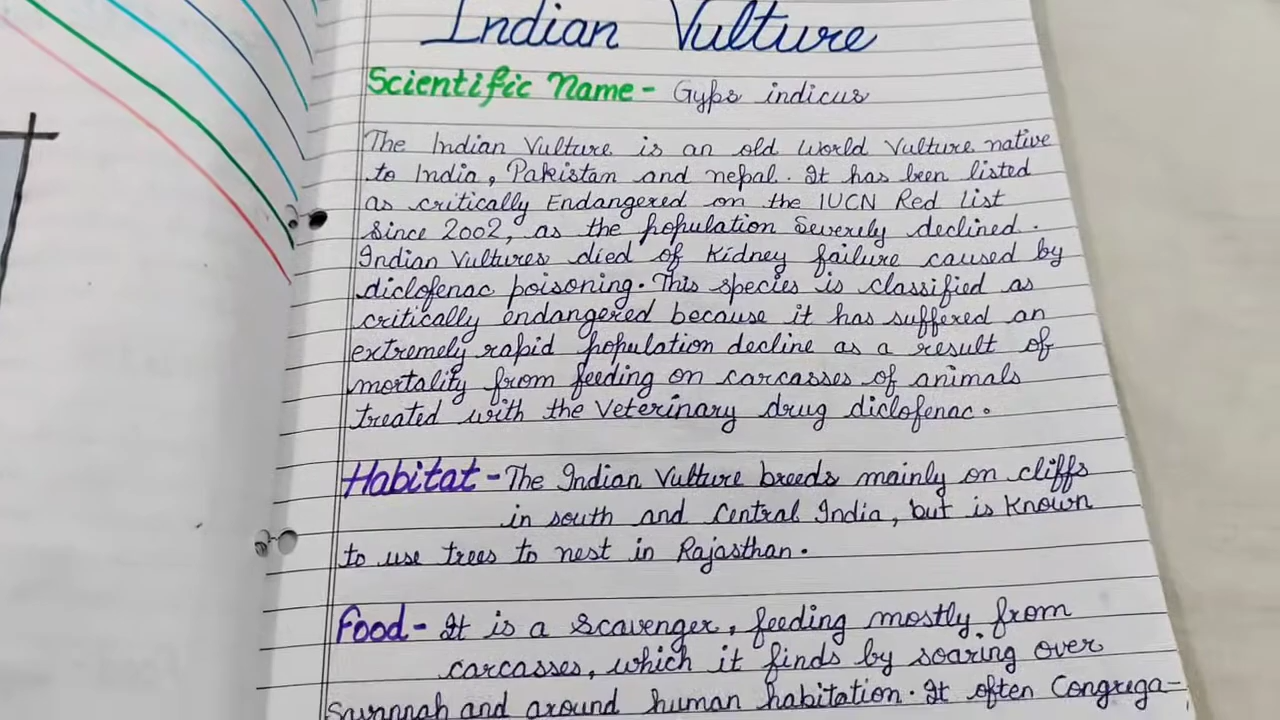 Indian Vulture
Scientific Name - Gyps indicus
The Indian Vulture is an old World Vulture native
to India, Pakistan and nepal. It has been listed
as critically Endangered on the IUCN Red list
since 2002, as the population Severely declined.
Indian Vultures died of Kidney failure caused by
diclofenac poisoning. This species is classified as
critically endangered because it has suffered an
extremely rapid population decline as a result of
mortality from feeding on carcasses of animals
treated with the Veterinary drug diclofenac.
Habitat - The Indian Vulture breeds mainly on cliffs
in south and Central India, but is Known
to use trees to nest in Rajasthan.
Food - It is a Scavenger, feeding mostly from
carcasses, which it finds by soaring over
Savannah and around human habitation. It often Congrega-